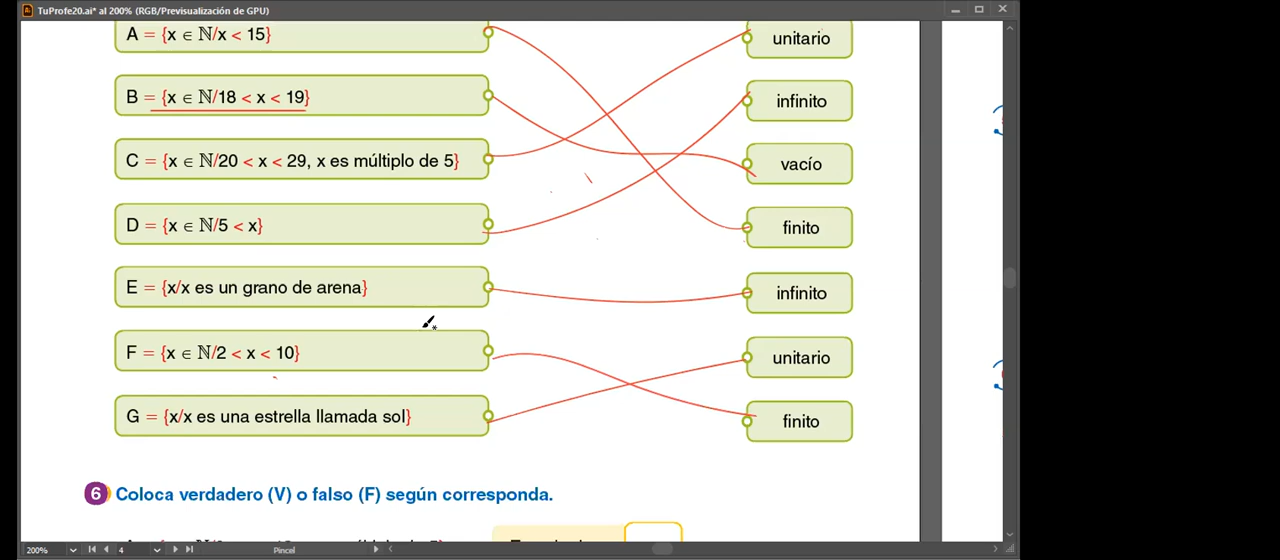 TuProfe20.ai* al 200% (RGB/Previsualización de GPU)
A = {x ∈ ℕ/x < 15}
unitario
B = {x ∈ ℕ/18 < x < 19}
infinito
C = {x ∈ ℕ/20 < x < 29, x es múltiplo de 5}
vacío
D = {x ∈ ℕ/5 < x}
finito
E = {x/x es un grano de arena}
infinito
F = {x ∈ ℕ/2 < x < 10}
unitario
G = {x/x es una estrella llamada sol}
finito
6 Coloca verdadero (V) o falso (F) según corresponda.
200% 4 Pincel